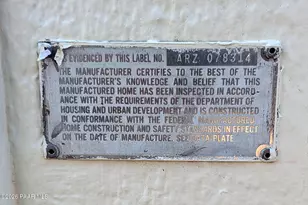 AS EVIDENCED BY THIS LABEL NO. ARZ 078314
THE MANUFACTURER CERTIFIES TO THE BEST OF THE
MANUFACTURER'S KNOWLEDGE AND BELIEF THAT THIS
MANUFACTURED HOME HAS BEEN INSPECTED IN ACCORD-
ANCE WITH THE REQUIREMENTS OF THE DEPARTMENT OF
HOUSING AND URBAN DEVELOPMENT AND IS CONSTRUCTED
IN CONFORMANCE WITH THE FEDERAL MANUFACTURED
HOME CONSTRUCTION AND SAFETY STANDARDS IN EFFECT
ON THE DATE OF MANUFACTURE. SEE DATA PLATE.